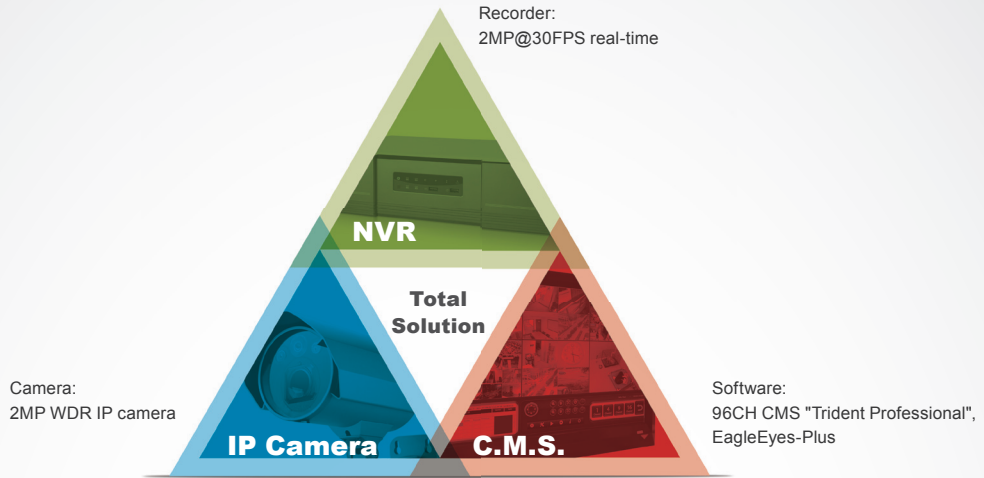 Recorder:
2MP@30FPS real-time
NVR
Total
Solution
Camera:
2MP WDR IP camera
IP Camera
C.M.S.
Software:
96CH CMS "Trident Professional",
EagleEyes-Plus